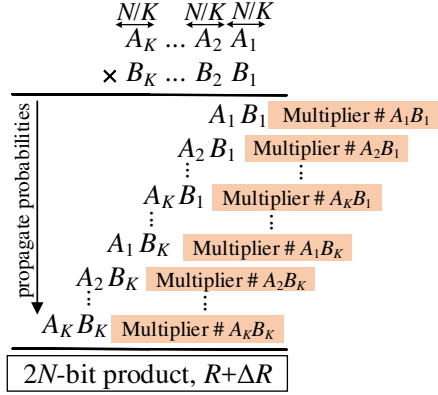 N/K N/K N/K
A_K ... A_2 A_1
× B_K ... B_2 B_1
propagate probabilities
A_1 B_1 Multiplier # A_1B_1
A_2 B_1 Multiplier # A_2B_1
⋮ ⋮
A_K B_1 Multiplier # A_KB_1
⋮ ⋮
A_1 B_K Multiplier # A_1B_K
A_2 B_K Multiplier # A_2B_K
⋮ ⋮
A_K B_K Multiplier # A_KB_K
2N-bit product, R+ΔR